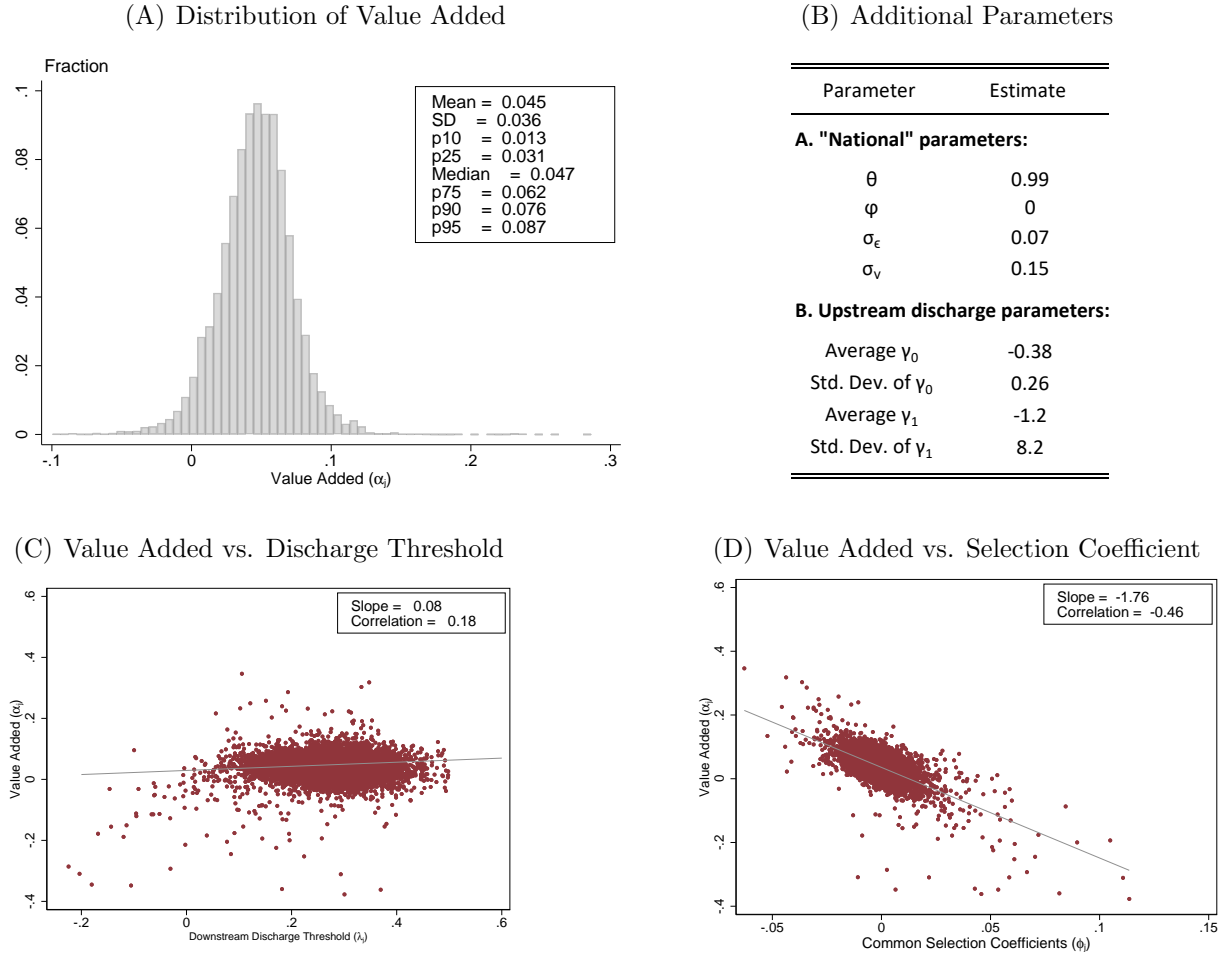 (A) Distribution of Value Added
Fraction
.1
.08
.06
.04
.02
0
-.1
0
.1
.2
.3
Value Added (αj)
Mean = 0.045
SD = 0.036
p10 = 0.013
p25 = 0.031
Median = 0.047
p75 = 0.062
p90 = 0.076
p95 = 0.087
(B) Additional Parameters
Parameter Estimate
A. "National" parameters:
θ 0.99
φ 0
σϵ 0.07
σv 0.15
B. Upstream discharge parameters:
Average γ0 -0.38
Std. Dev. of γ0 0.26
Average γ1 -1.2
Std. Dev. of γ1 8.2
(C) Value Added vs. Discharge Threshold
Slope = 0.08
Correlation = 0.18
Value Added (αj)
.6
.4
.2
0
-.2
-.4
-.2
0
.2
.4
.6
Downstream Discharge Threshold (λj)
(D) Value Added vs. Selection Coefficient
Slope = -1.76
Correlation = -0.46
Value Added (αj)
.6
.4
.2
0
-.2
-.4
-.05
0
.05
.1
.15
Common Selection Coefficients (ϕj)